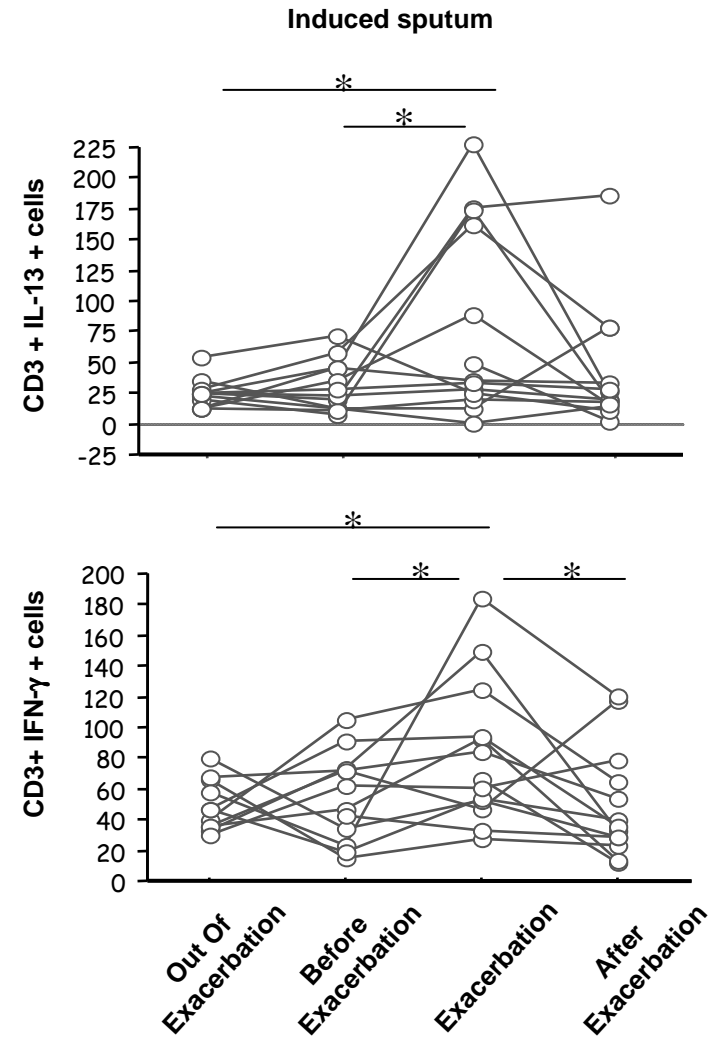 Induced sputum
*
*
CD3 + IL-13 + cells
225
200
175
150
125
100
75
50
25
0
-25
*
*
*
CD3+ IFN-γ + cells
200
180
160
140
120
100
80
60
40
20
0
Out Of
Exacerbation
Before
Exacerbation
Exacerbation
After
Exacerbation